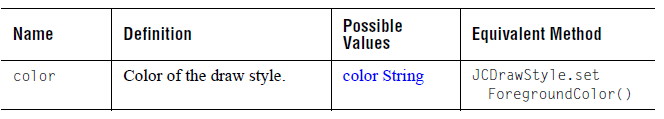 Name Definition Possible Values Equivalent Method
color Color of the draw style. color String JCDrawStyle.set
ForegroundColor()